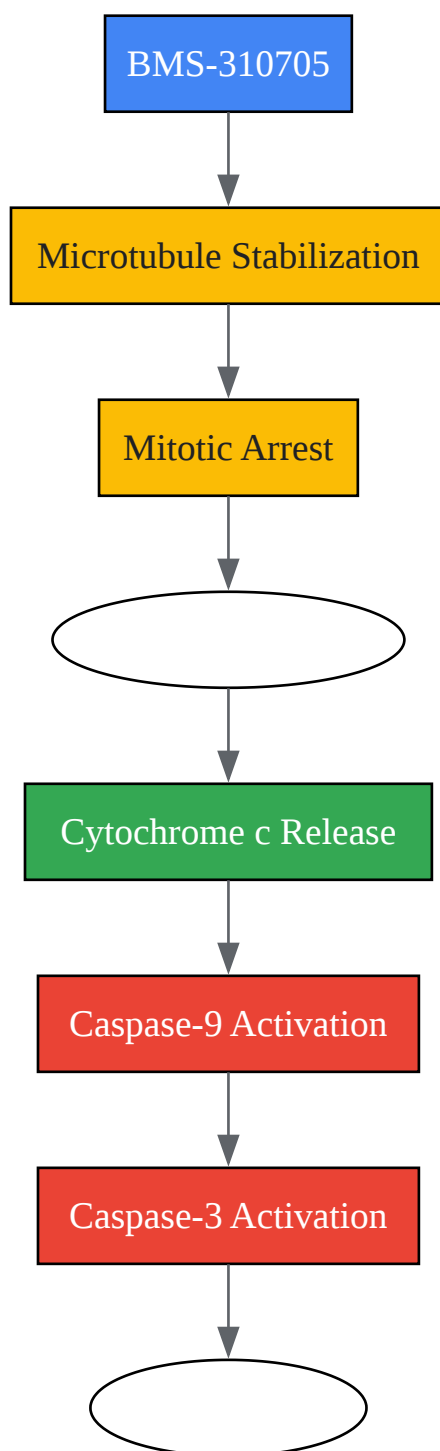 BMS-310705
Microtubule Stabilization
Mitotic Arrest
Cytochrome c Release
Caspase-9 Activation
Caspase-3 Activation